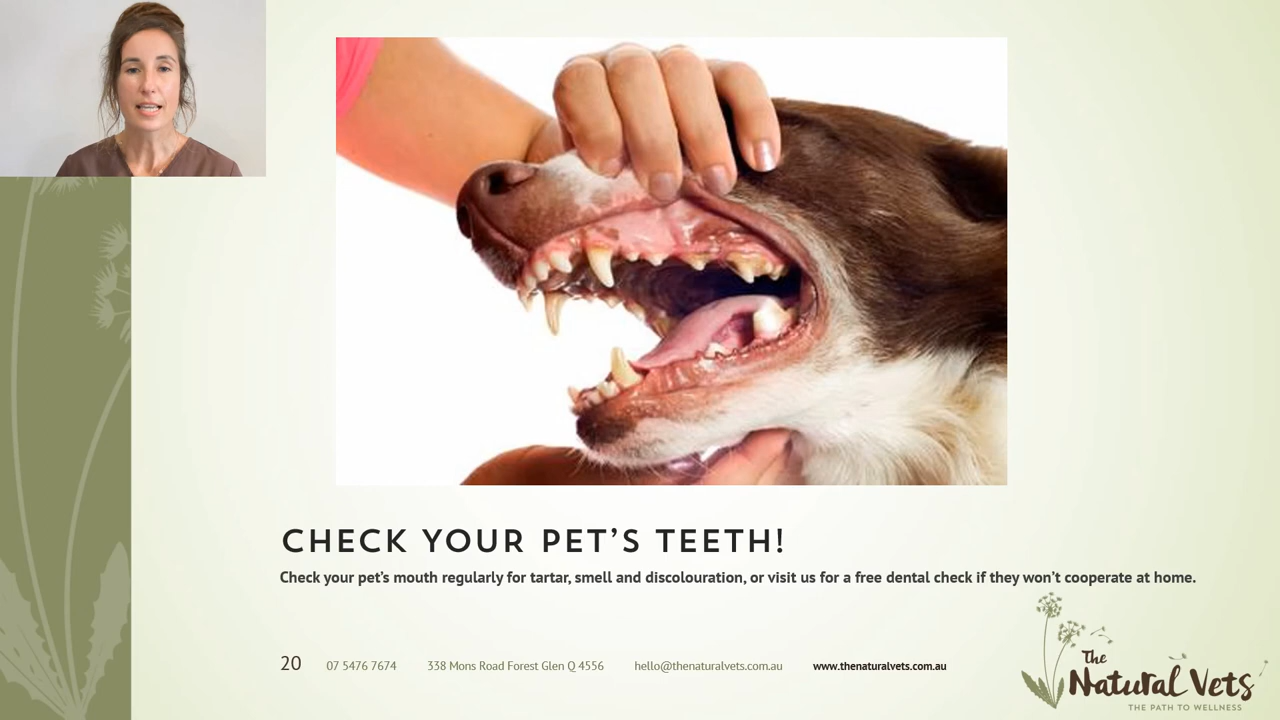 CHECK YOUR PET’S TEETH!
Check your pet’s mouth regularly for tartar, smell and discolouration, or visit us for a free dental check if they won’t cooperate at home.
20 07 5476 7674 338 Mons Road Forest Glen Q 4556 hello@thenaturalvets.com.au www.thenaturalvets.com.au
The
Natural Vets
THE PATH TO WELLNESS